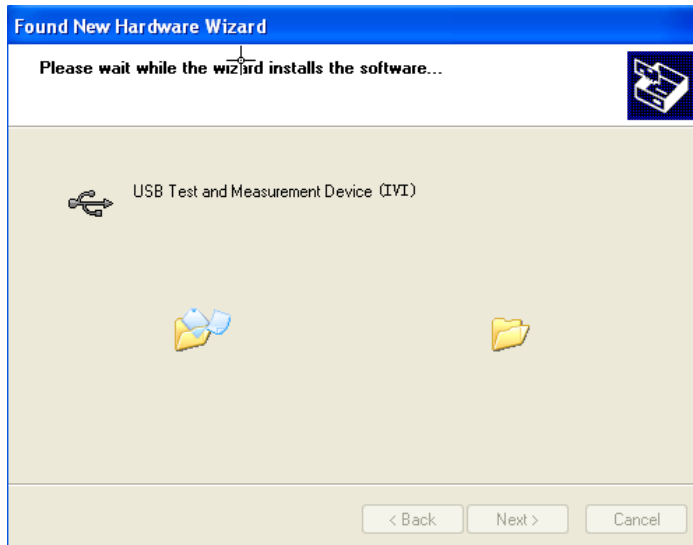 Found New Hardware Wizard
Please wait while the wizard installs the software...
USB Test and Measurement Device (IVI)
< Back
Next >
Cancel